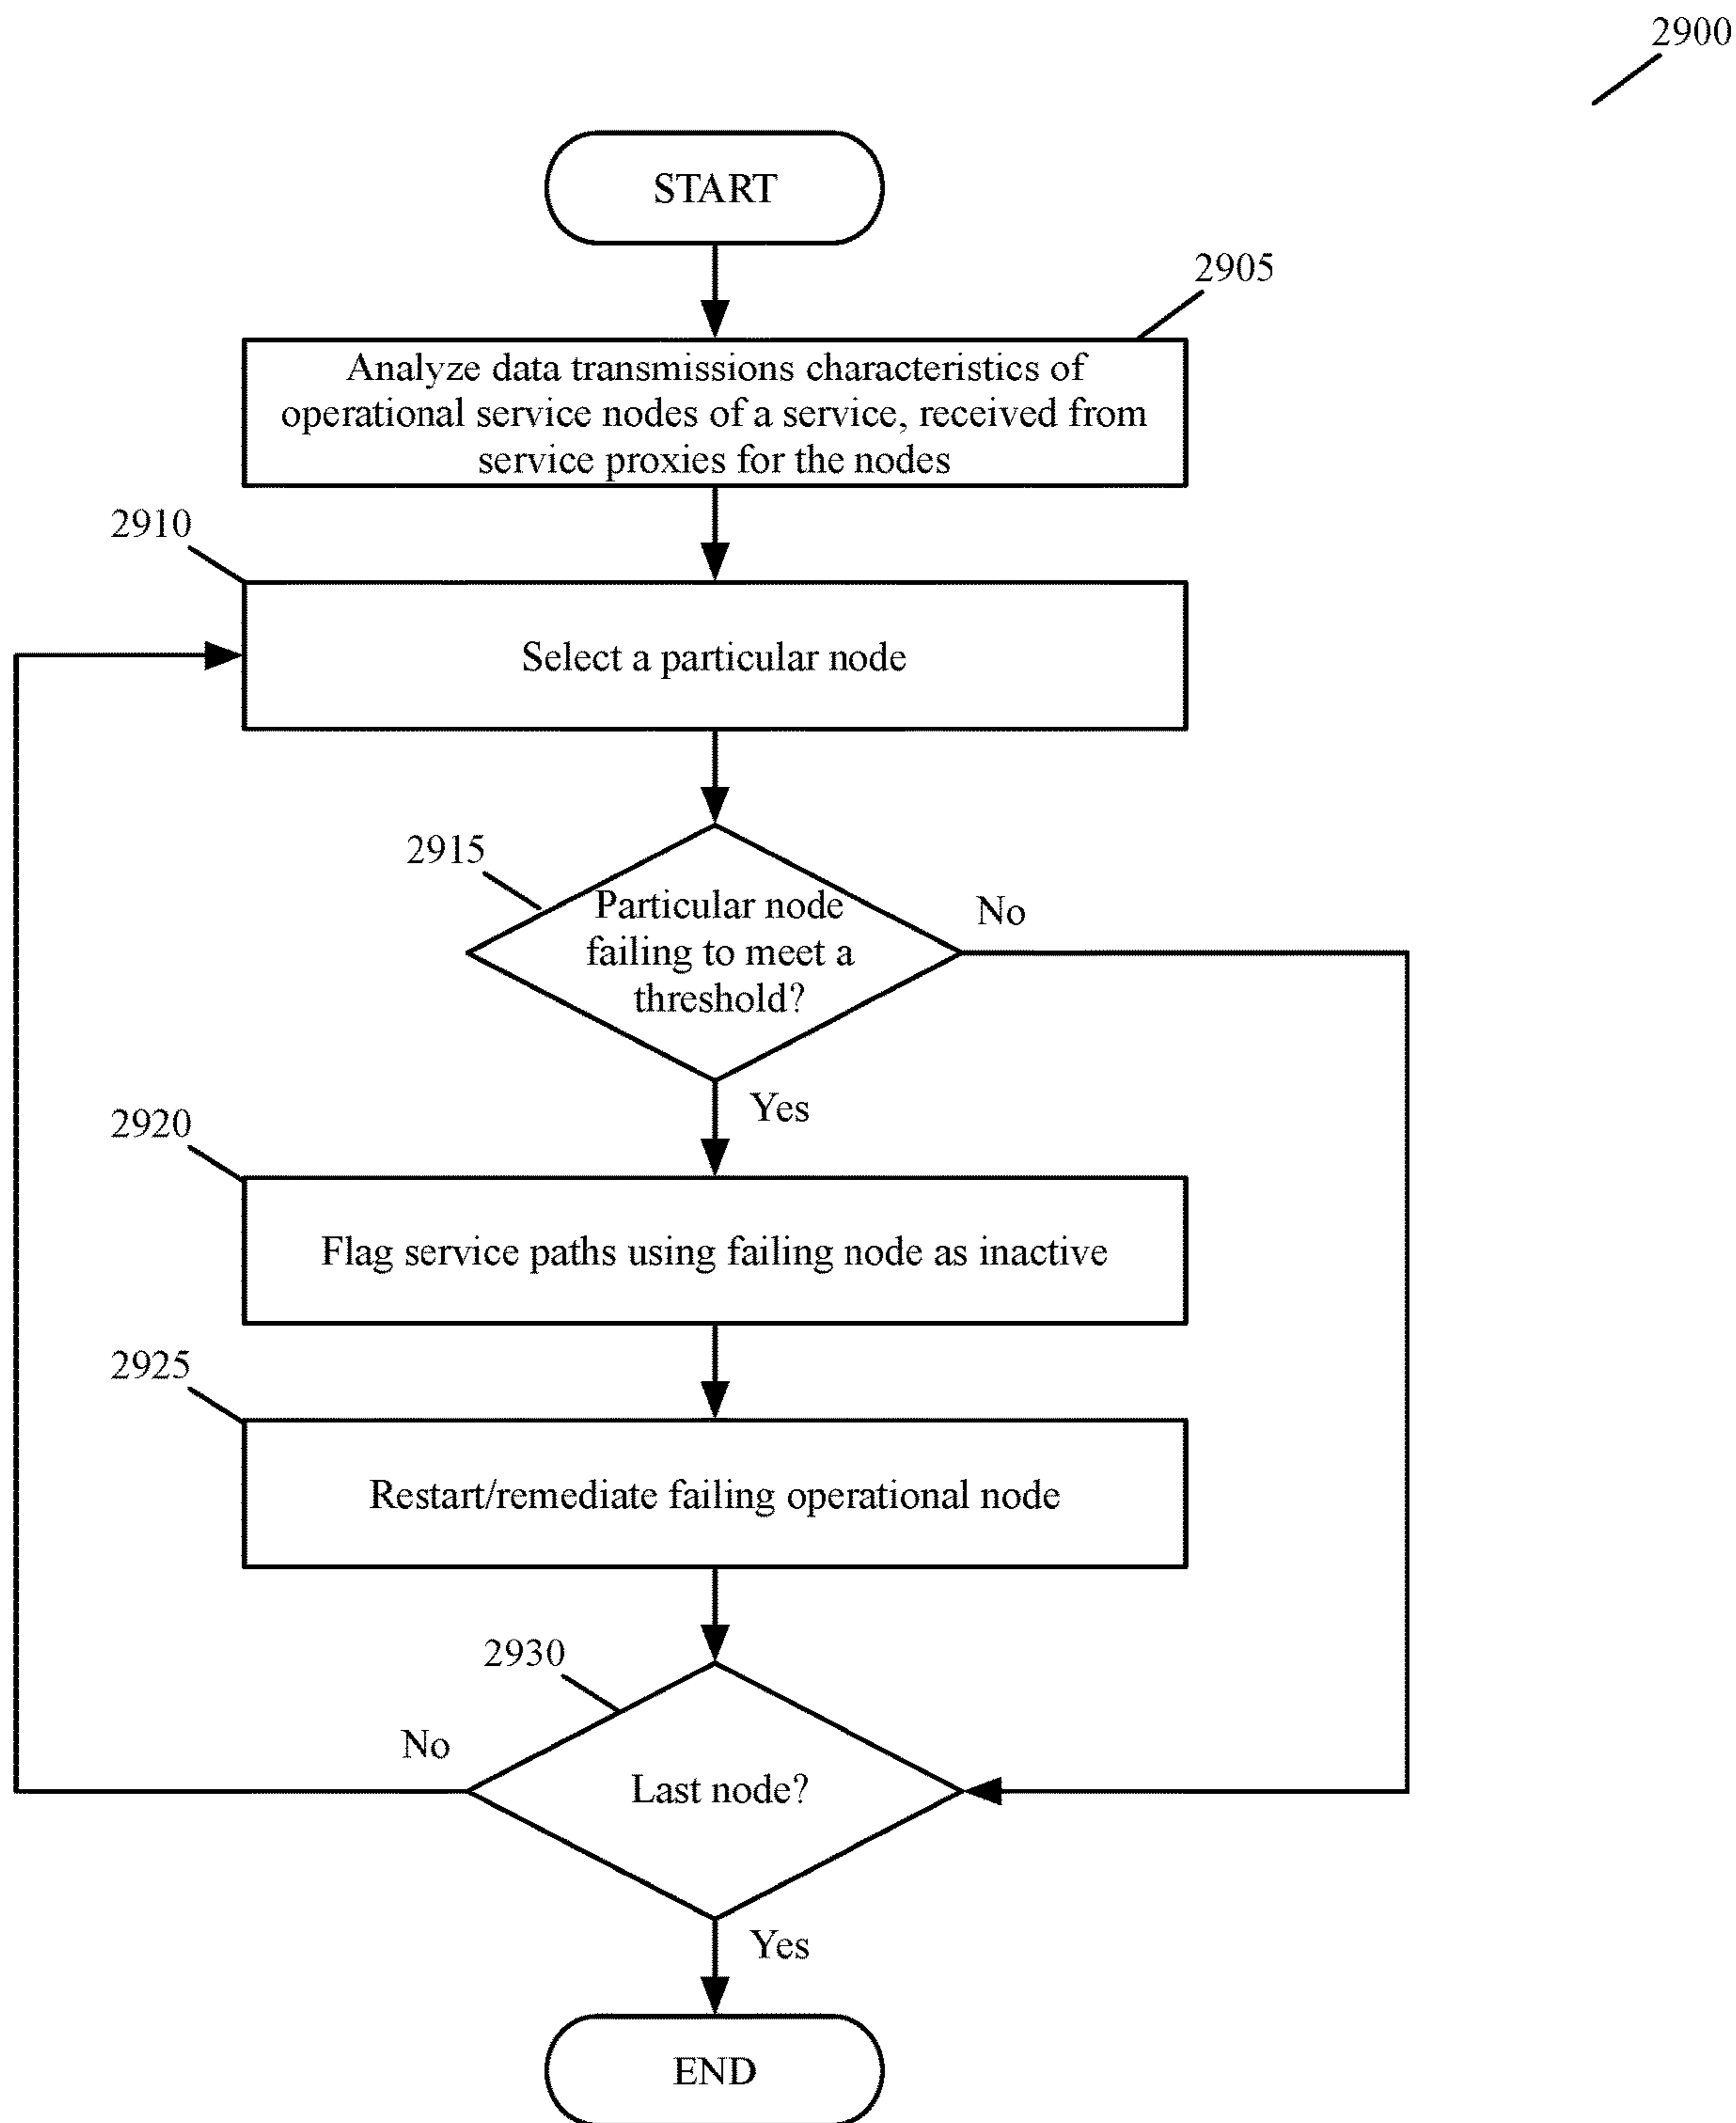 2900
START
2905
Analyze data transmissions characteristics of
operational service nodes of a service, received from
service proxies for the nodes
2910
Select a particular node
2915
Particular node
failing to meet a
threshold?
No
Yes
2920
Flag service paths using failing node as inactive
2925
Restart/remediate failing operational node
2930
No
Last node?
Yes
END